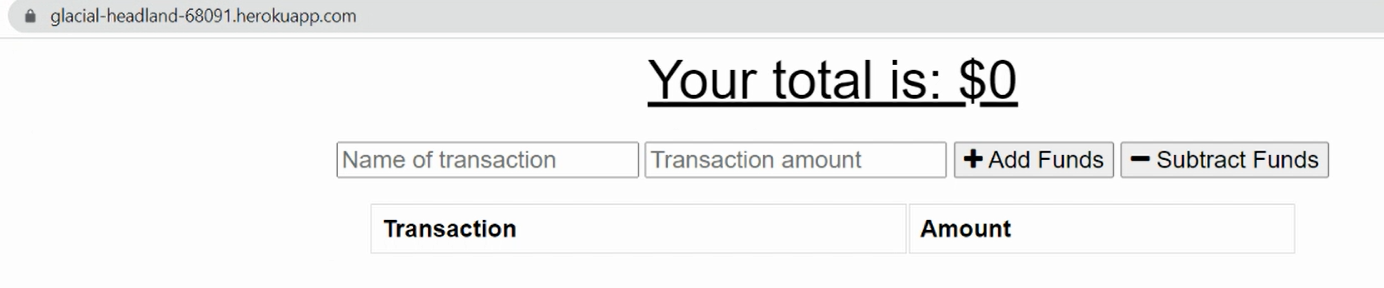 glacial-headland-68091.herokuapp.com
Your total is: $0
Name of transaction Transaction amount + Add Funds − Subtract Funds
Transaction Amount